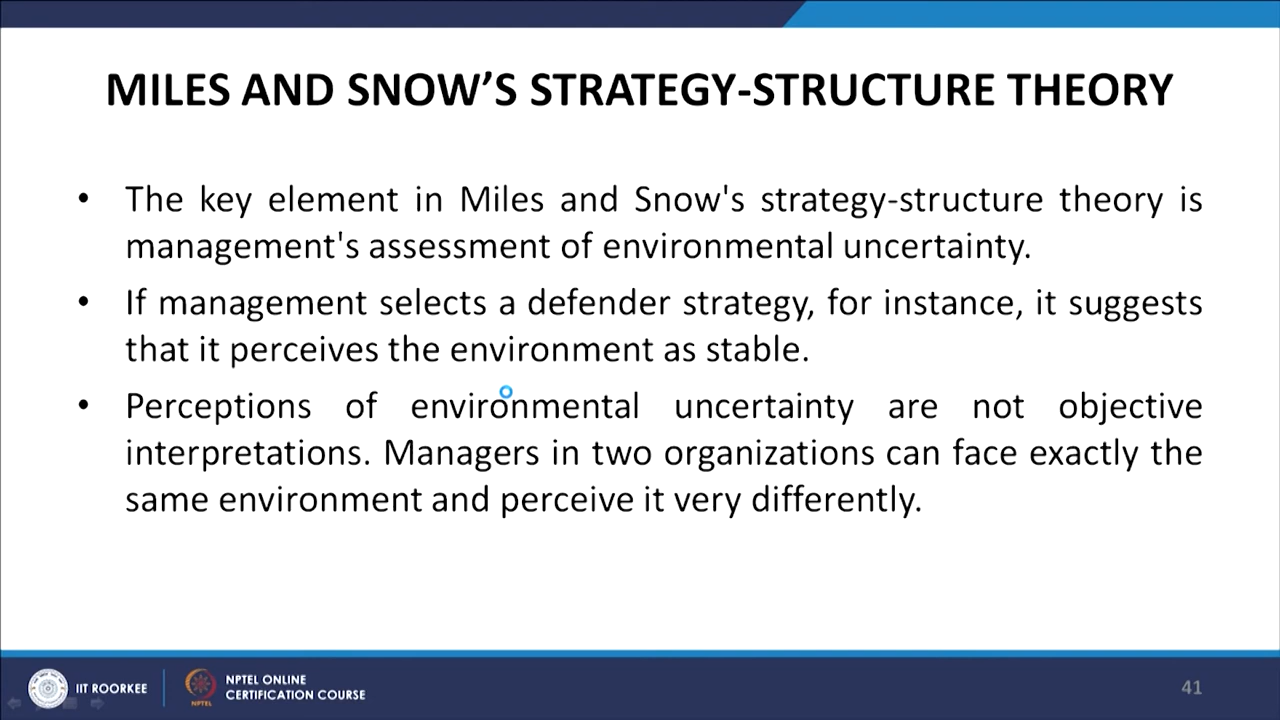 MILES AND SNOW’S STRATEGY-STRUCTURE THEORY
• The key element in Miles and Snow's strategy-structure theory is
management's assessment of environmental uncertainty.
• If management selects a defender strategy, for instance, it suggests
that it perceives the environment as stable.
• Perceptions of environmental uncertainty are not objective
interpretations. Managers in two organizations can face exactly the
same environment and perceive it very differently.
IIT ROORKEE
NPTEL
NPTEL ONLINE
CERTIFICATION COURSE
41